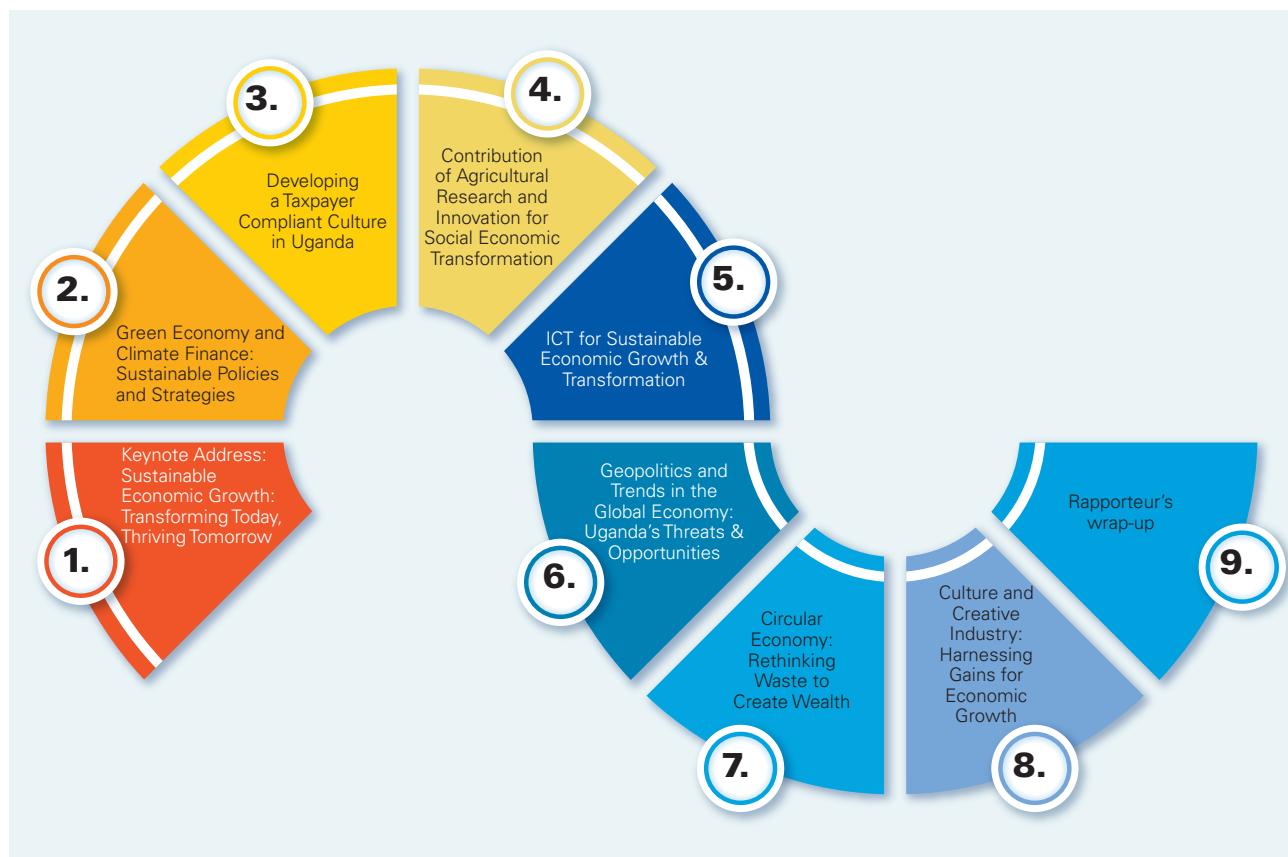 1.
Keynote Address:
Sustainable
Economic Growth:
Transforming Today,
Thriving Tomorrow
2.
Green Economy and
Climate Finance:
Sustainable Policies
and Strategies
3.
Developing
a Taxpayer
Compliant Culture
in Uganda
4.
Contribution
of Agricultural
Research and
Innovation for
Social Economic
Transformation
5.
ICT for Sustainable
Economic Growth &
Transformation
6.
Geopolitics and
Trends in the
Global Economy:
Uganda's Threats &
Opportunities
7.
Circular
Economy:
Rethinking
Waste to
Create Wealth
8.
Culture and
Creative
Industry:
Harnessing
Gains for
Economic
Growth
9.
Rapporteur's
wrap-up